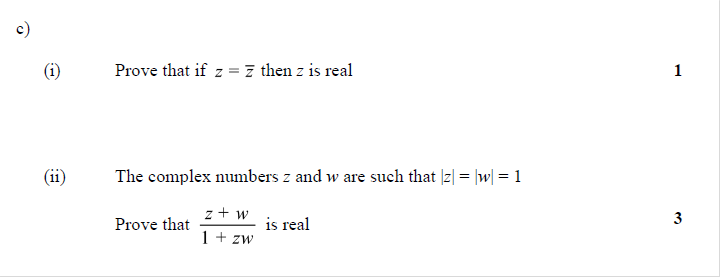 c)
(i) Prove that if z = z̅ then z is real 1
(ii) The complex numbers z and w are such that |z| = |w| = 1
Prove that (z + w)/(1 + zw) is real 3